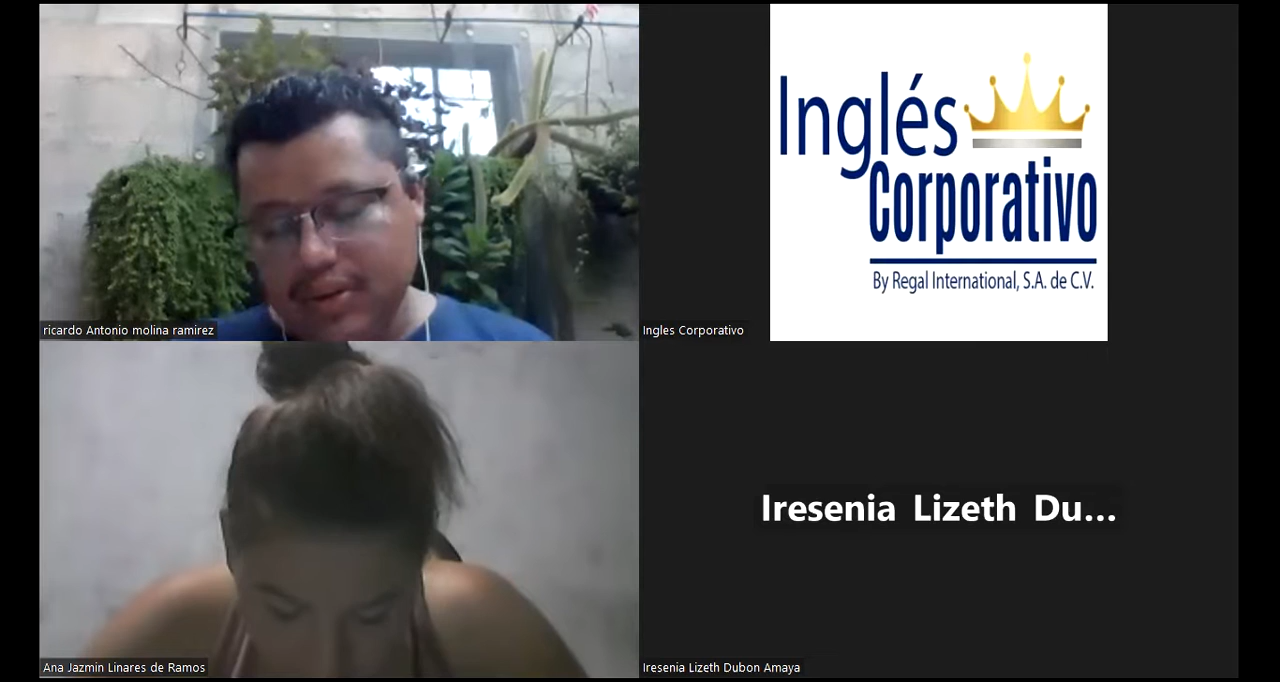 Inglés
Corporativo
By Regal International, S.A. de C.V.
ricardo Antonio molina ramirez
Ingles Corporativo
Iresenia Lizeth Du...
Ana Jazmin Linares de Ramos
Iresenia Lizeth Dubon Amaya